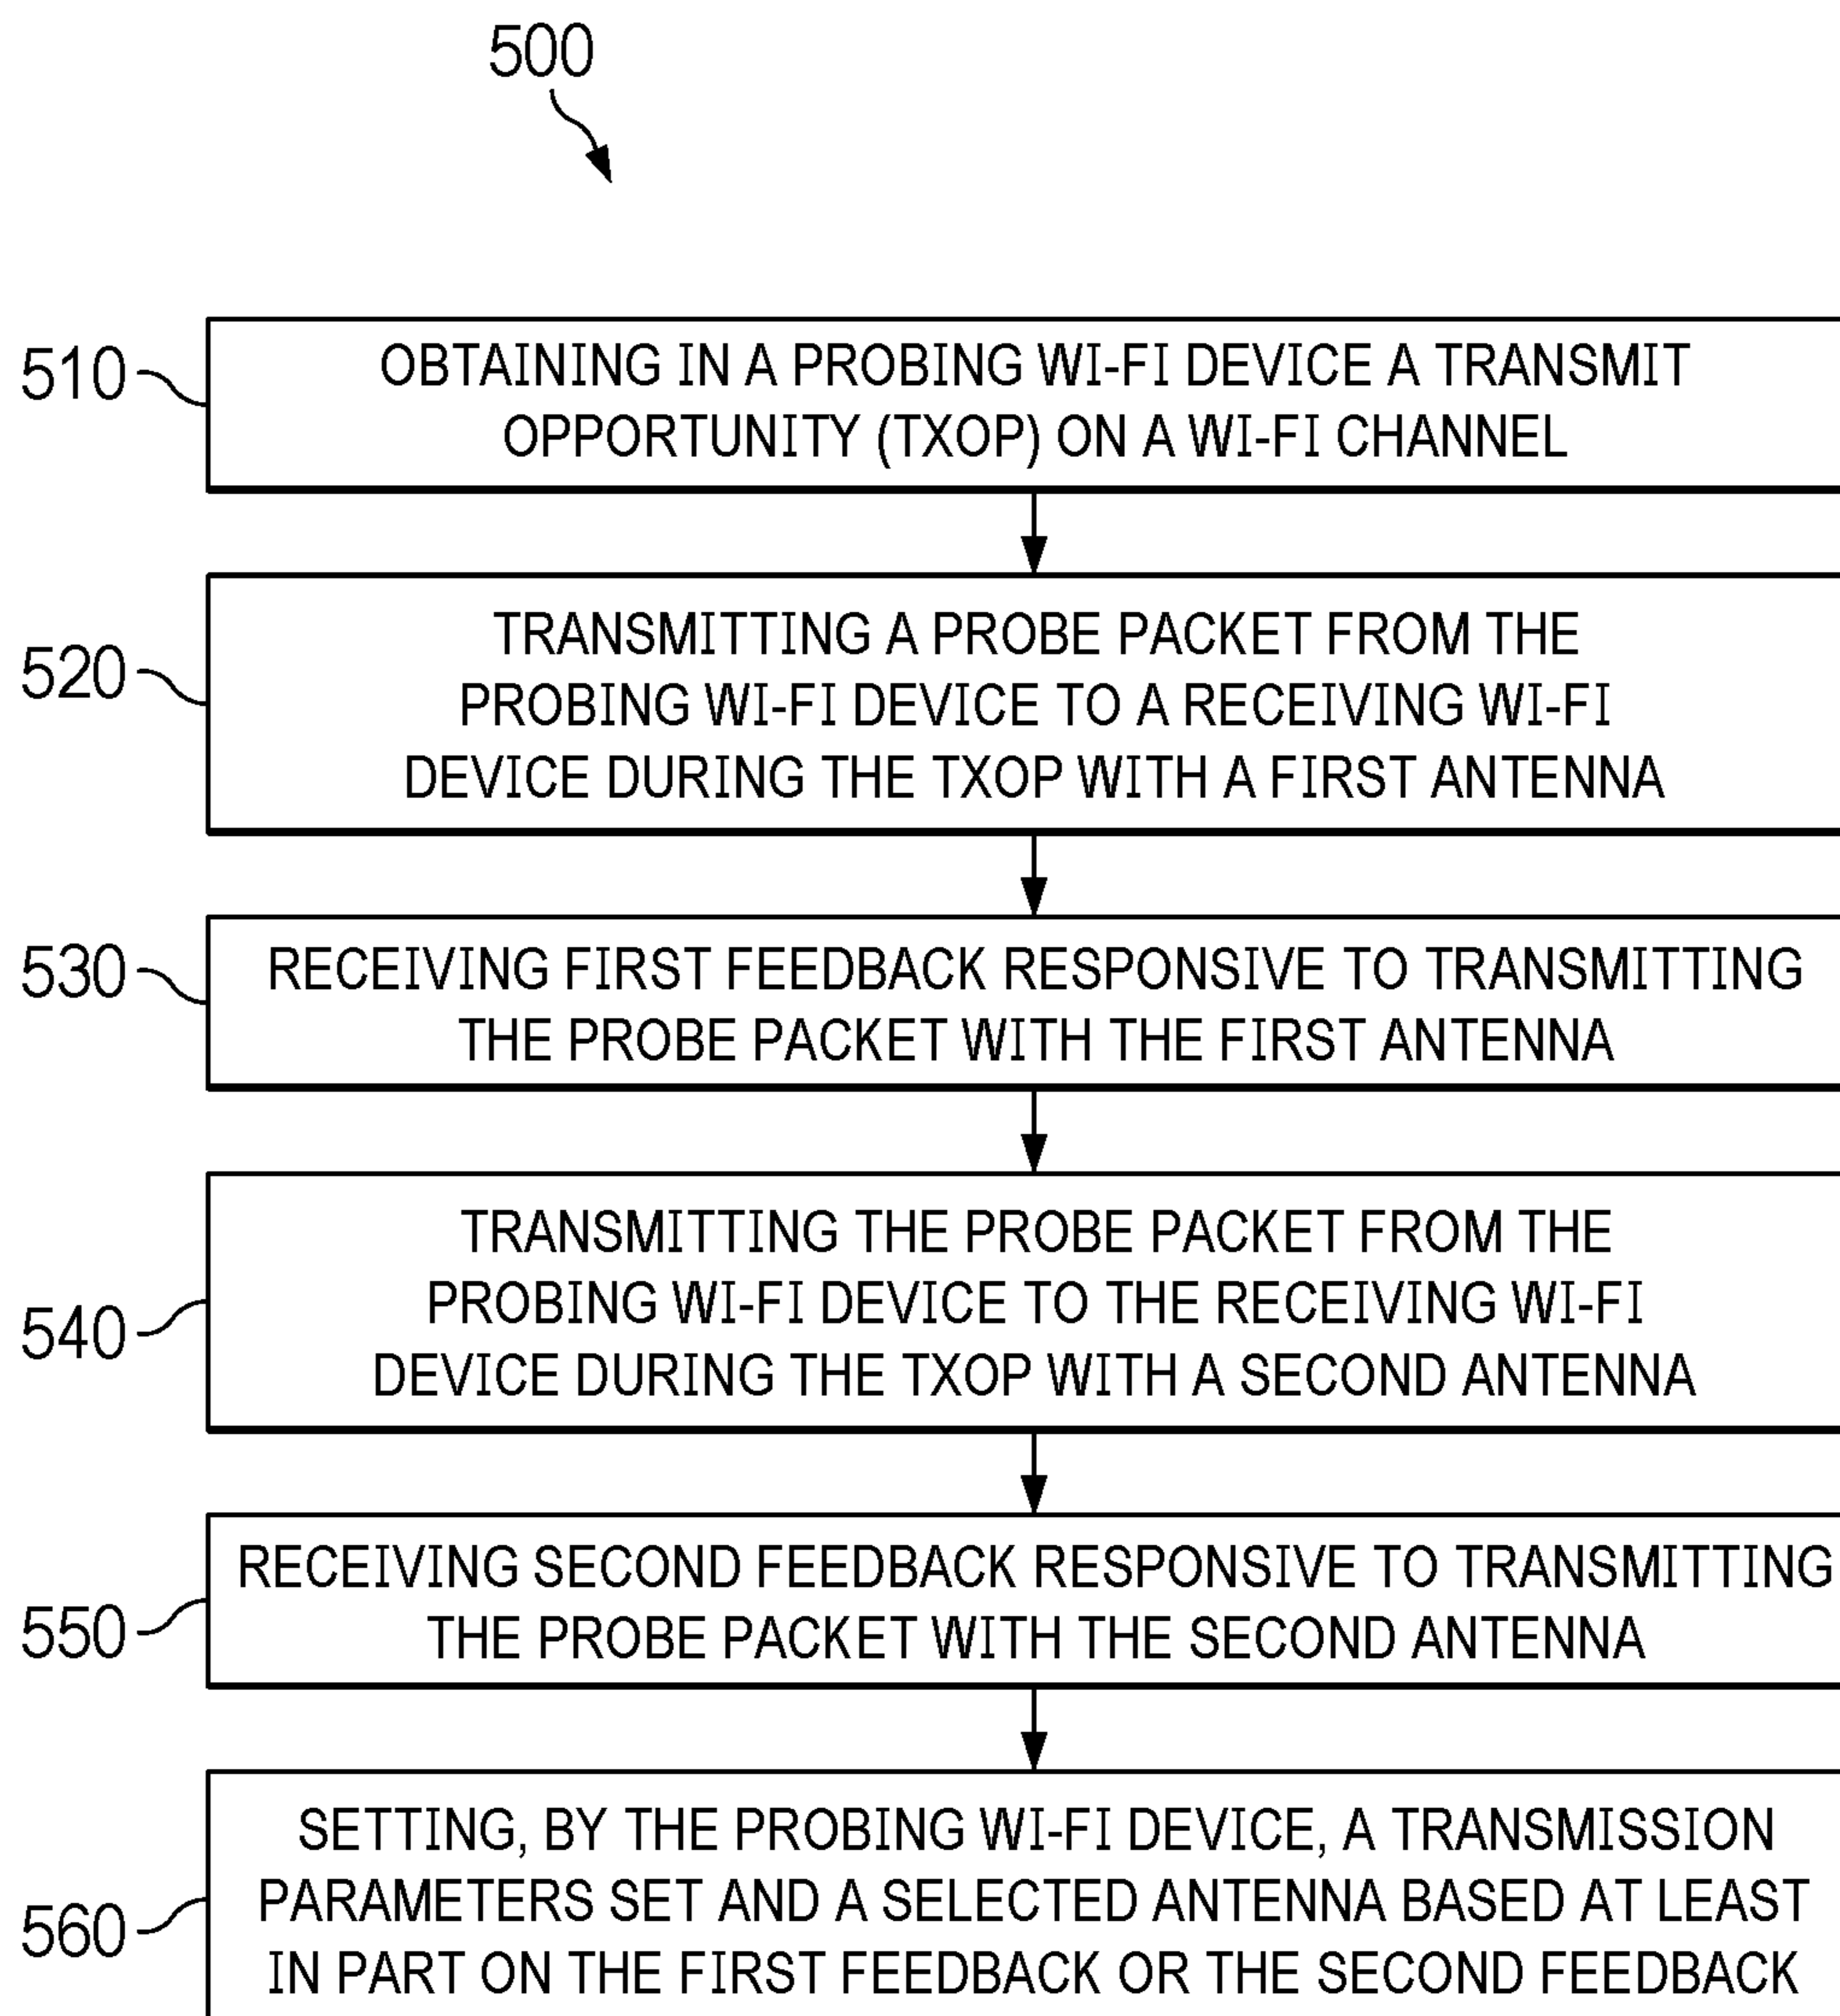 500
510
OBTAINING IN A PROBING WI-FI DEVICE A TRANSMIT
OPPORTUNITY (TXOP) ON A WI-FI CHANNEL
520
TRANSMITTING A PROBE PACKET FROM THE
PROBING WI-FI DEVICE TO A RECEIVING WI-FI
DEVICE DURING THE TXOP WITH A FIRST ANTENNA
530
RECEIVING FIRST FEEDBACK RESPONSIVE TO TRANSMITTING
THE PROBE PACKET WITH THE FIRST ANTENNA
540
TRANSMITTING THE PROBE PACKET FROM THE
PROBING WI-FI DEVICE TO THE RECEIVING WI-FI
DEVICE DURING THE TXOP WITH A SECOND ANTENNA
550
RECEIVING SECOND FEEDBACK RESPONSIVE TO TRANSMITTING
THE PROBE PACKET WITH THE SECOND ANTENNA
560
SETTING, BY THE PROBING WI-FI DEVICE, A TRANSMISSION
PARAMETERS SET AND A SELECTED ANTENNA BASED AT LEAST
IN PART ON THE FIRST FEEDBACK OR THE SECOND FEEDBACK